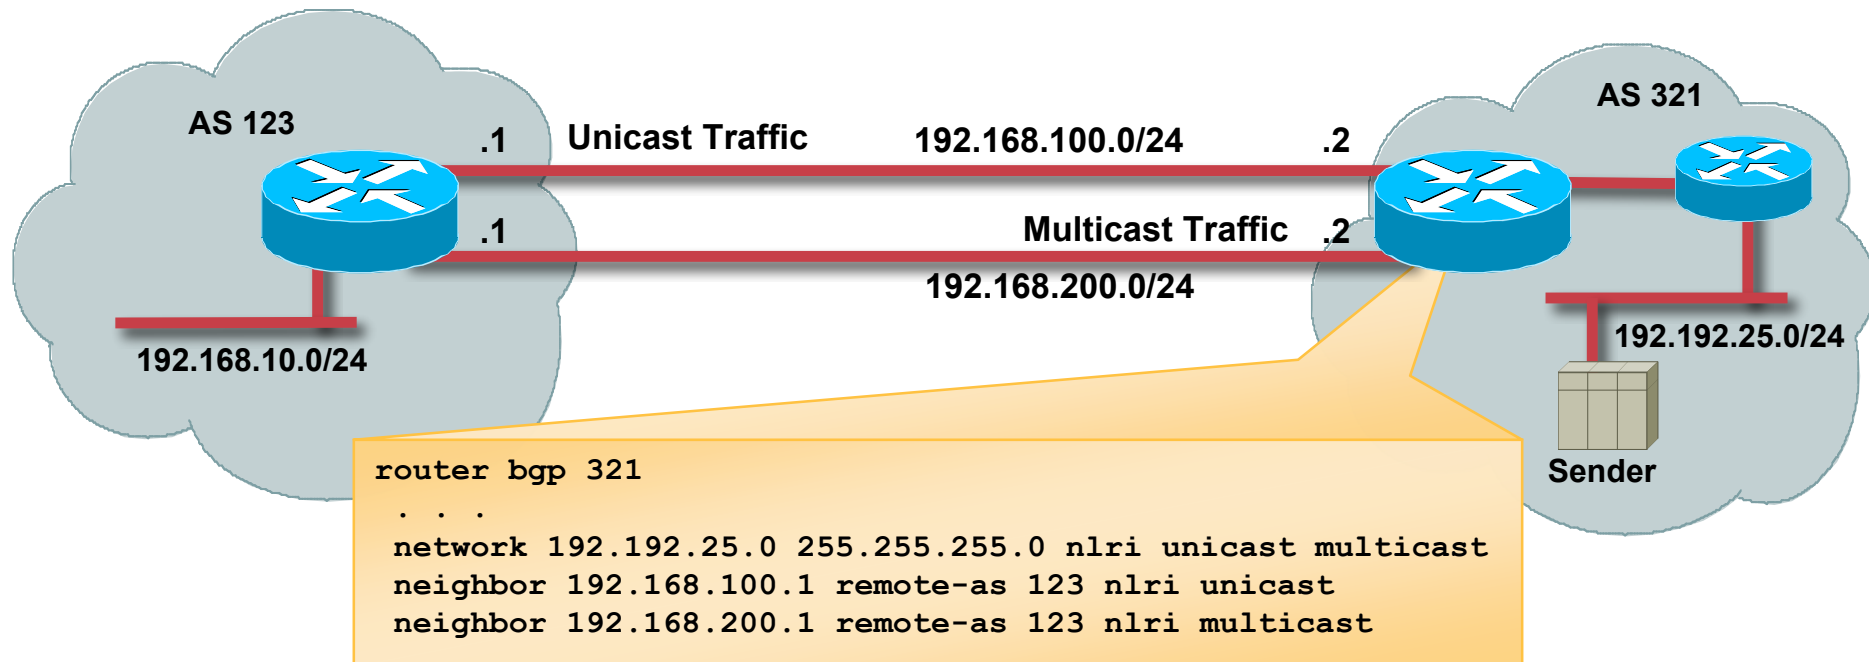 AS 123
AS 321
.1
Unicast Traffic
192.168.100.0/24
.2
.1
Multicast Traffic
.2
192.168.200.0/24
192.168.10.0/24
192.192.25.0/24
Sender
router bgp 321
. . .
network 192.192.25.0 255.255.255.0 nlri unicast multicast
neighbor 192.168.100.1 remote-as 123 nlri unicast
neighbor 192.168.200.1 remote-as 123 nlri multicast